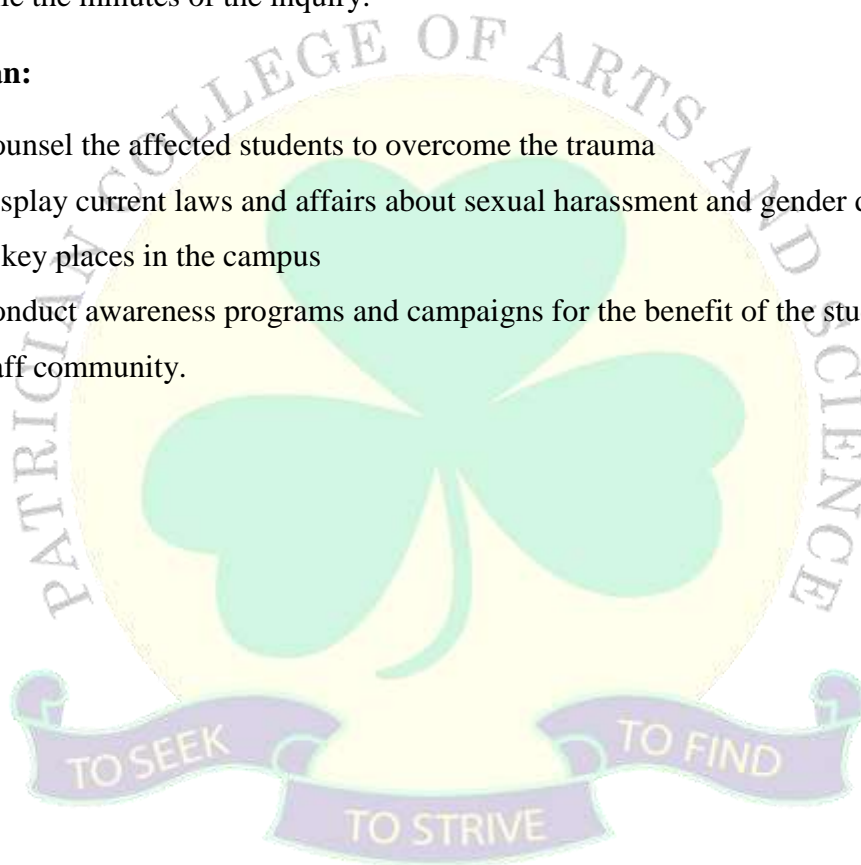 the minutes of the inquiry.
an:
ounsel the affected students to overcome the trauma
splay current laws and affairs about sexual harassment and gender
key places in the campus
onduct awareness programs and campaigns for the benefit of the stu
aff community.
PATRICIAN COLLEGE OF ARTS AND SCIENCE
TO SEEK
TO STRIVE
TO FIND